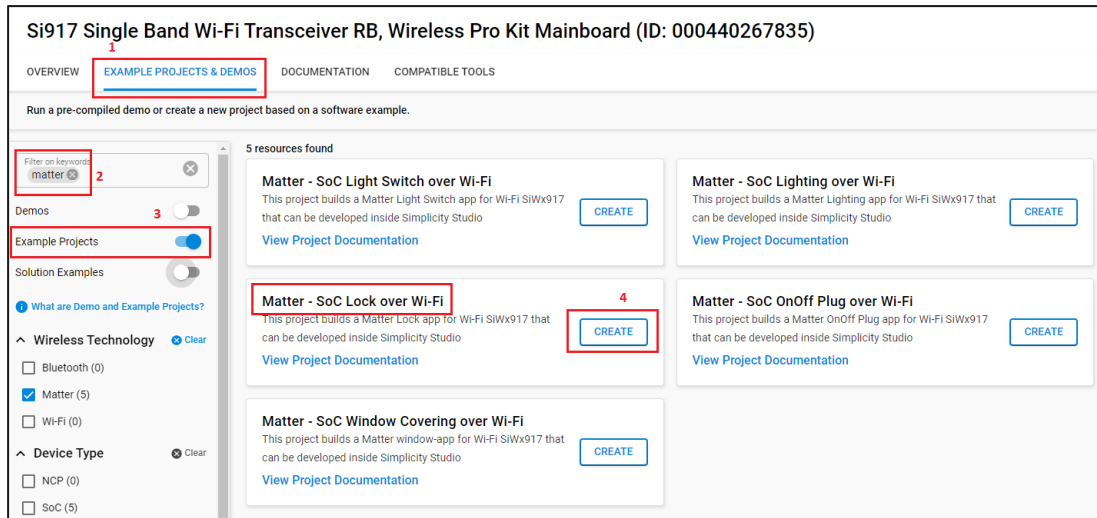 Si917 Single Band Wi-Fi Transceiver RB, Wireless Pro Kit Mainboard (ID: 000440267835)
1
OVERVIEW EXAMPLE PROJECTS & DEMOS DOCUMENTATION COMPATIBLE TOOLS
Run a pre-compiled demo or create a new project based on a software example.
Filter on keywords
matter
2
Demos
3
Example Projects
Solution Examples
What are Demo and Example Projects?
Wireless Technology Clear
Bluetooth (0)
Matter (5)
Wi-Fi (0)
Device Type Clear
NCP (0)
SoC (5)
5 resources found
Matter - SoC Light Switch over Wi-Fi
This project builds a Matter Light Switch app for Wi-Fi SiWx917
that can be developed inside Simplicity Studio
CREATE
View Project Documentation
Matter - SoC Lighting over Wi-Fi
This project builds a Matter Lighting app for Wi-Fi SiWx917 that
can be developed inside Simplicity Studio
CREATE
View Project Documentation
Matter - SoC Lock over Wi-Fi
This project builds a Matter Lock app for Wi-Fi SiWx917 that
can be developed inside Simplicity Studio
4
CREATE
View Project Documentation
Matter - SoC OnOff Plug over Wi-Fi
This project builds a Matter OnOff Plug app for Wi-Fi SiWx917
that can be developed inside Simplicity Studio
CREATE
View Project Documentation
Matter - SoC Window Covering over Wi-Fi
This project builds a Matter window-app for Wi-Fi SiWx917 that
can be developed inside Simplicity Studio
CREATE
View Project Documentation